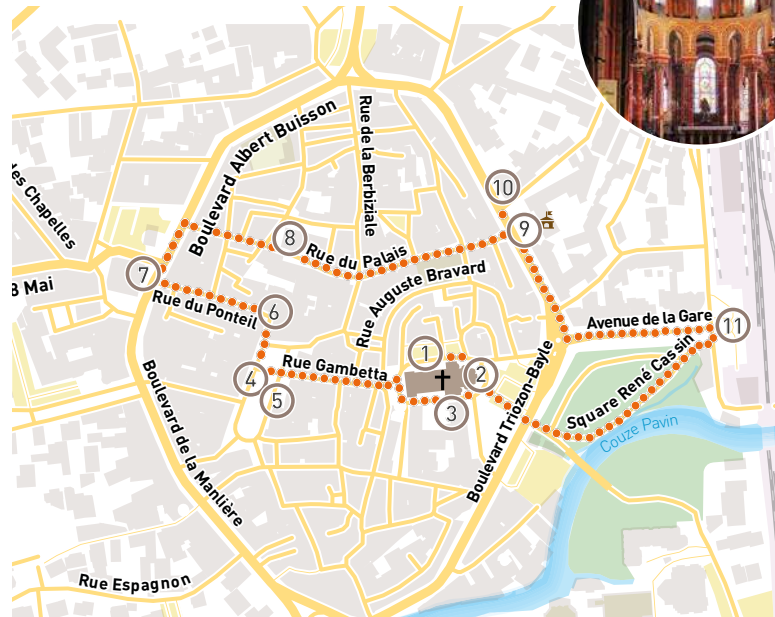 Boulevard Albert Buisson
Rue de la Berbiziale
les Chapelles
10
9
8
Rue du Palais
7
8 Mai
Rue du Ponteil
6
Rue Auguste Bravard
Avenue de la Gare
11
1
Rue Gambetta
2
4
5
3
Square René Cassin
Couze Pavin
Boulevard Triozon-Bayle
Boulevard de la Manlière
Rue Espagnon